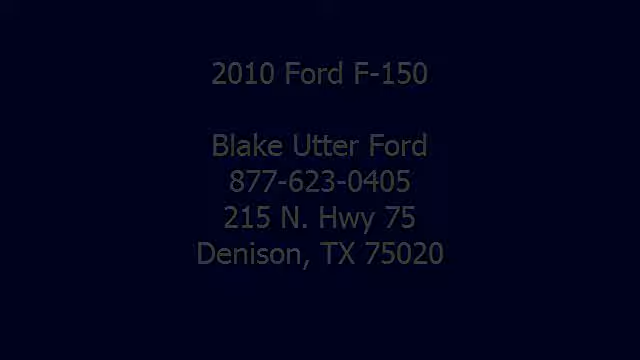 2010 Ford F-150
Blake Utter Ford
877-623-0405
215 N. Hwy 75
Denison, TX 75020